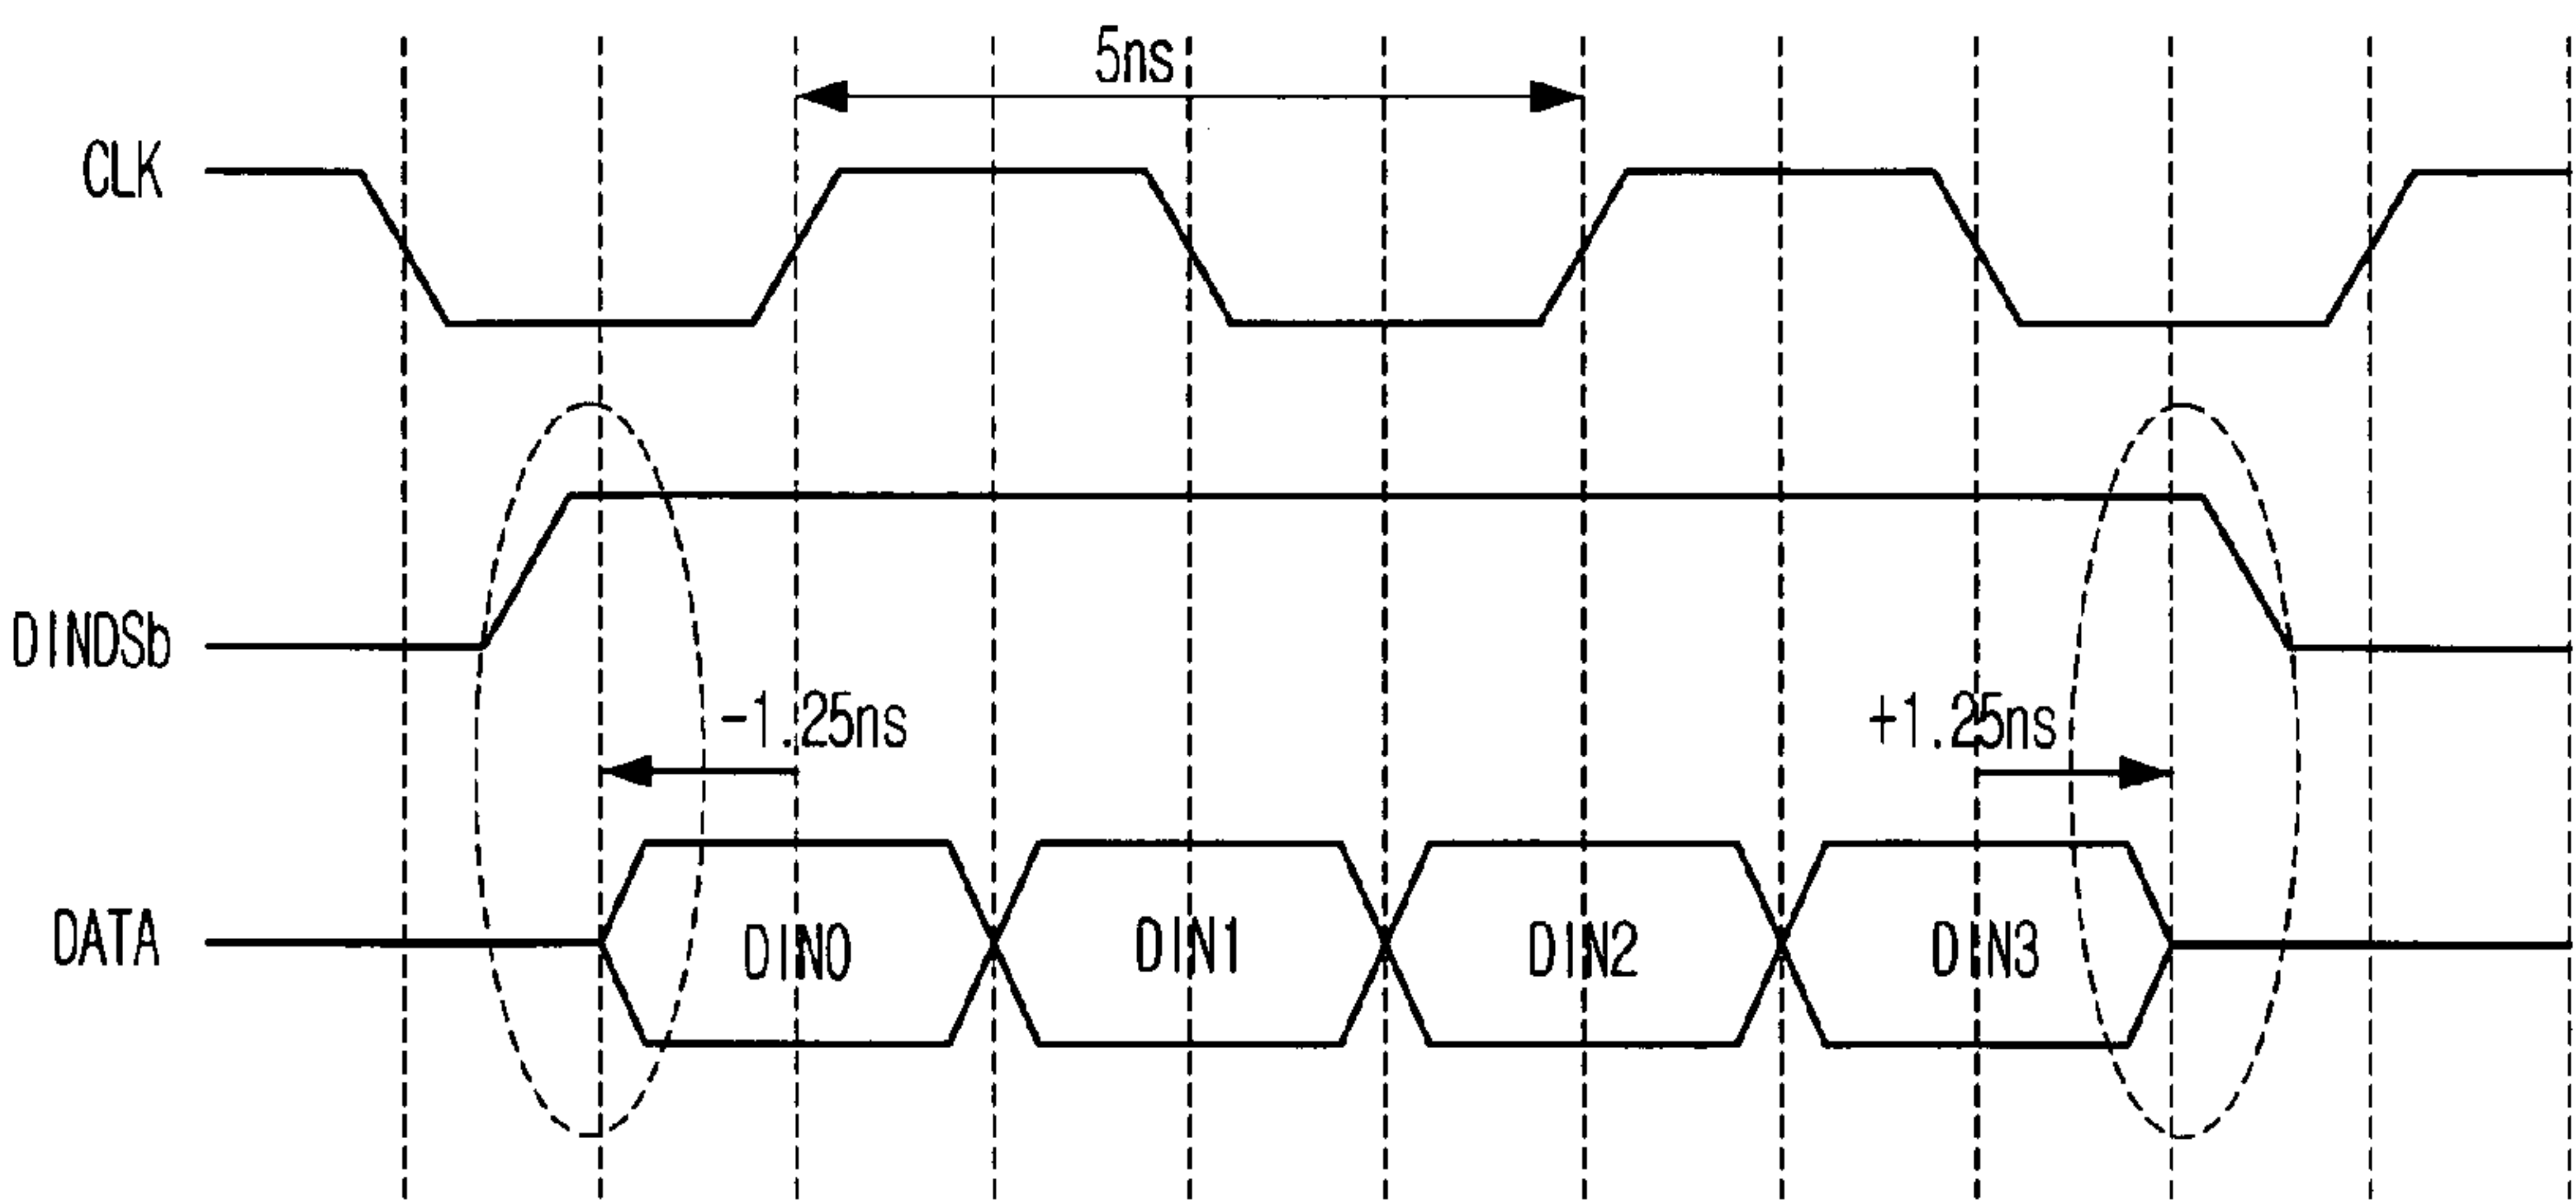 5ns
CLK
DINDSb
-1.25ns
+1.25ns
DATA
DIN0
DIN1
DIN2
DIN3